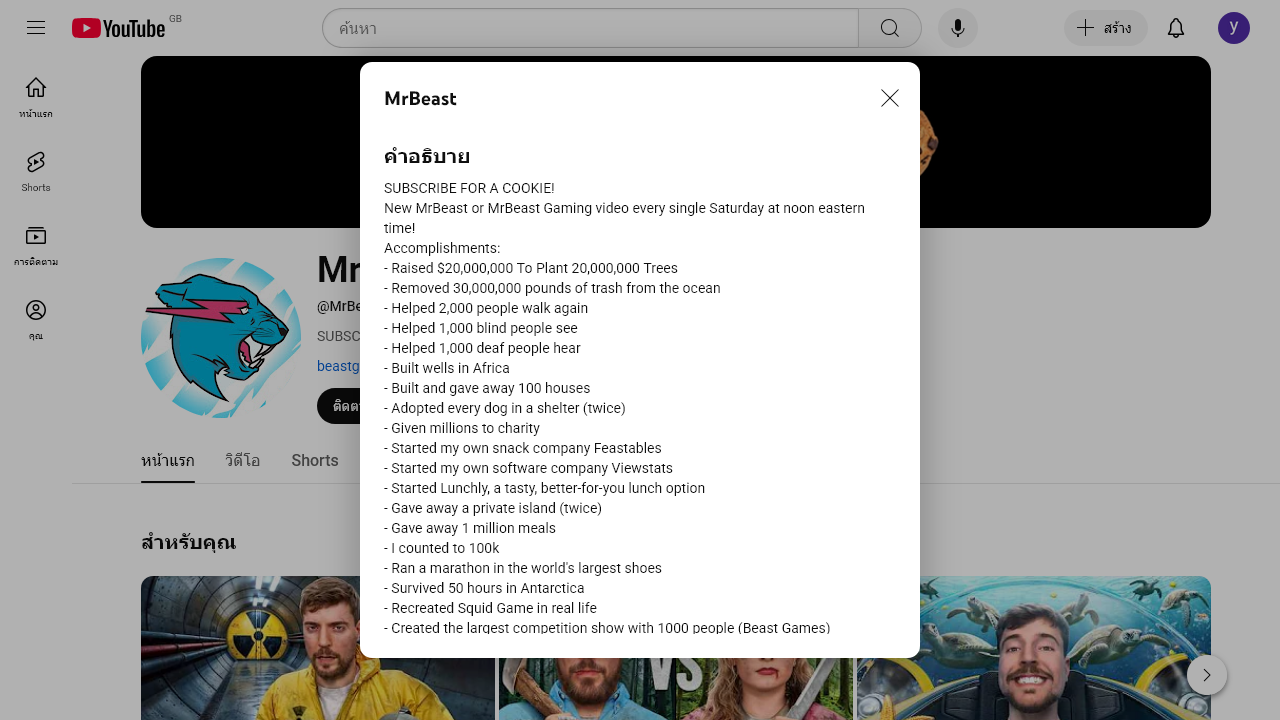 YouTube GB
ค้นหา
สร้าง
y
หน้าแรก
Shorts
การติดตาม
คุณ
MrBeast
คำอธิบาย
SUBSCRIBE FOR A COOKIE!
New MrBeast or MrBeast Gaming video every single Saturday at noon eastern
time!
Accomplishments:
- Raised $20,000,000 To Plant 20,000,000 Trees
- Removed 30,000,000 pounds of trash from the ocean
- Helped 2,000 people walk again
- Helped 1,000 blind people see
- Helped 1,000 deaf people hear
- Built wells in Africa
- Built and gave away 100 houses
- Adopted every dog in a shelter (twice)
- Given millions to charity
- Started my own snack company Feastables
- Started my own software company Viewstats
- Started Lunchly, a tasty, better-for-you lunch option
- Gave away a private island (twice)
- Gave away 1 million meals
- I counted to 100k
- Ran a marathon in the world's largest shoes
- Survived 50 hours in Antarctica
- Recreated Squid Game in real life
- Created the largest competition show with 1000 people (Beast Games)
Mr
@MrBe
SUBSC
beastg
ติดตา
หน้าแรก วิดีโอ Shorts
สำหรับคุณ
VS